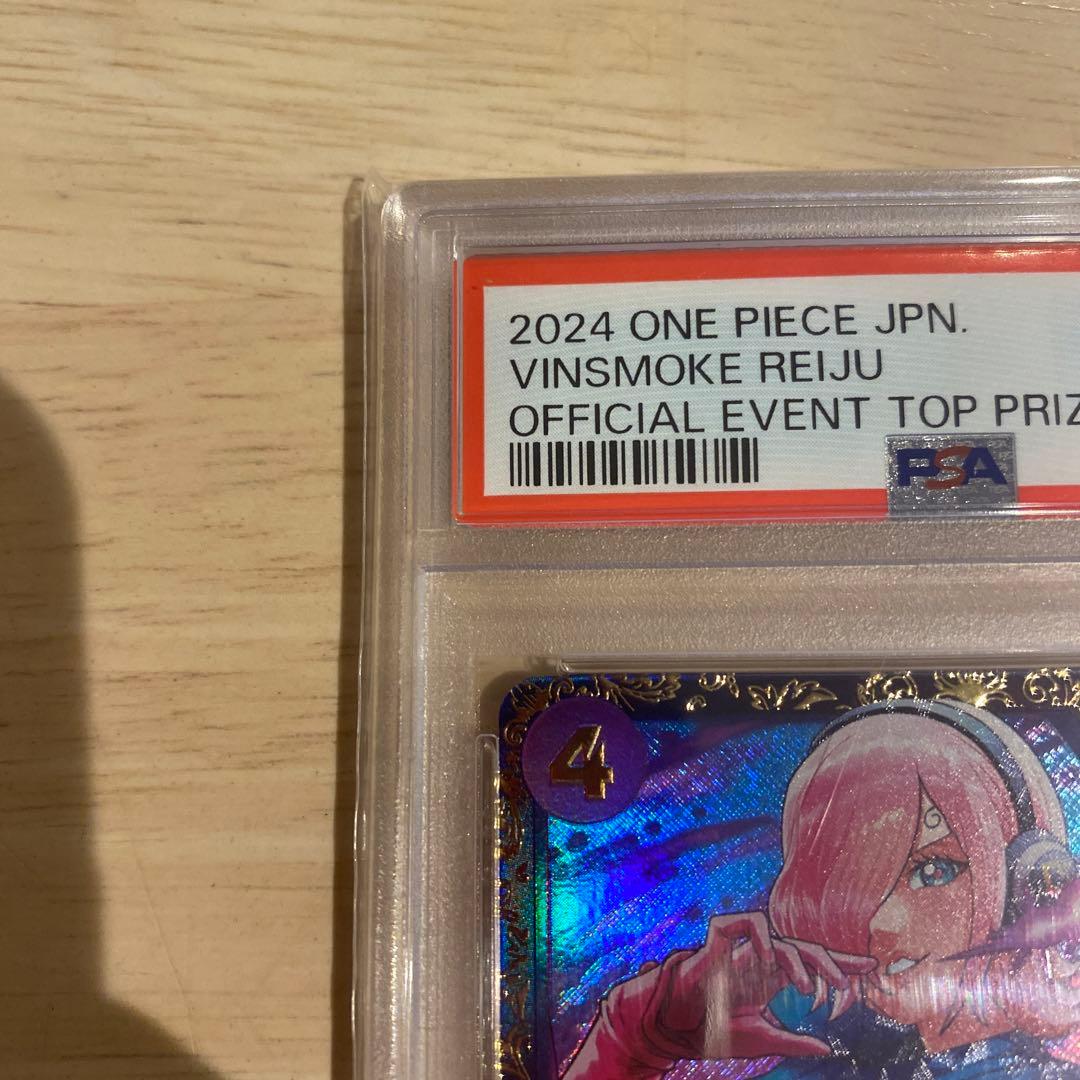 2024 ONE PIECE JPN.
VINSMOKE REIJU
OFFICIAL EVENT TOP PRIZ
PSA
4